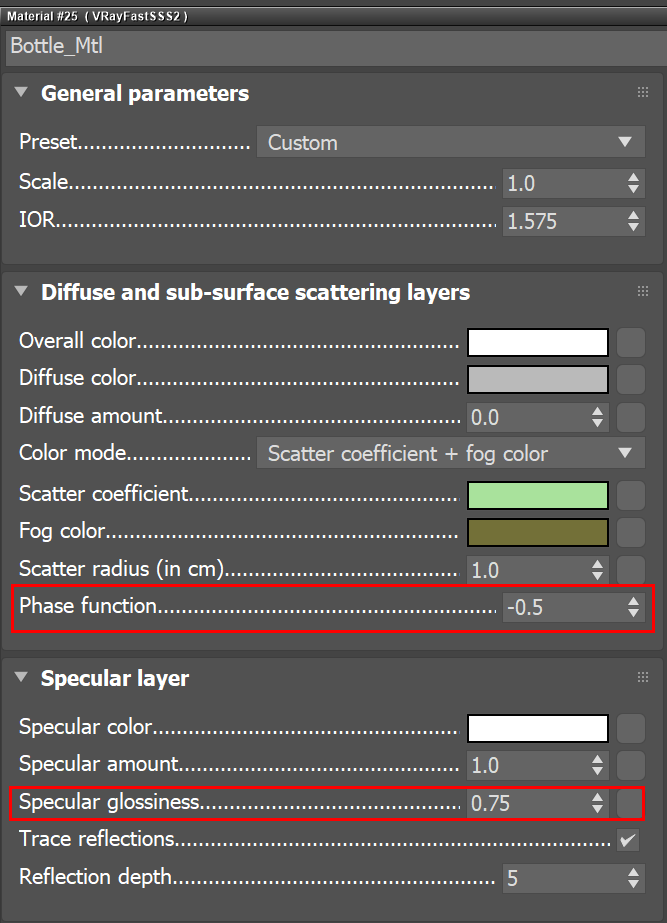 Material #25 ( VRayFastSSS2 )
Bottle_Mtl
General parameters
Preset............................ Custom
Scale..................................................................... 1.0
IOR........................................................................ 1.575
Diffuse and sub-surface scattering layers
Overall color.....................................................
Diffuse color.....................................................
Diffuse amount................................................ 0.0
Color mode.................... Scatter coefficient + fog color
Scatter coefficient............................................
Fog color..........................................................
Scatter radius (in cm)...................................... 1.0
Phase function....................................................... -0.5
Specular layer
Specular color..................................................
Specular amount............................................. 1.0
Specular glossiness.......................................... 0.75
Trace reflections.......................................................................
Reflection depth.................................................... 5